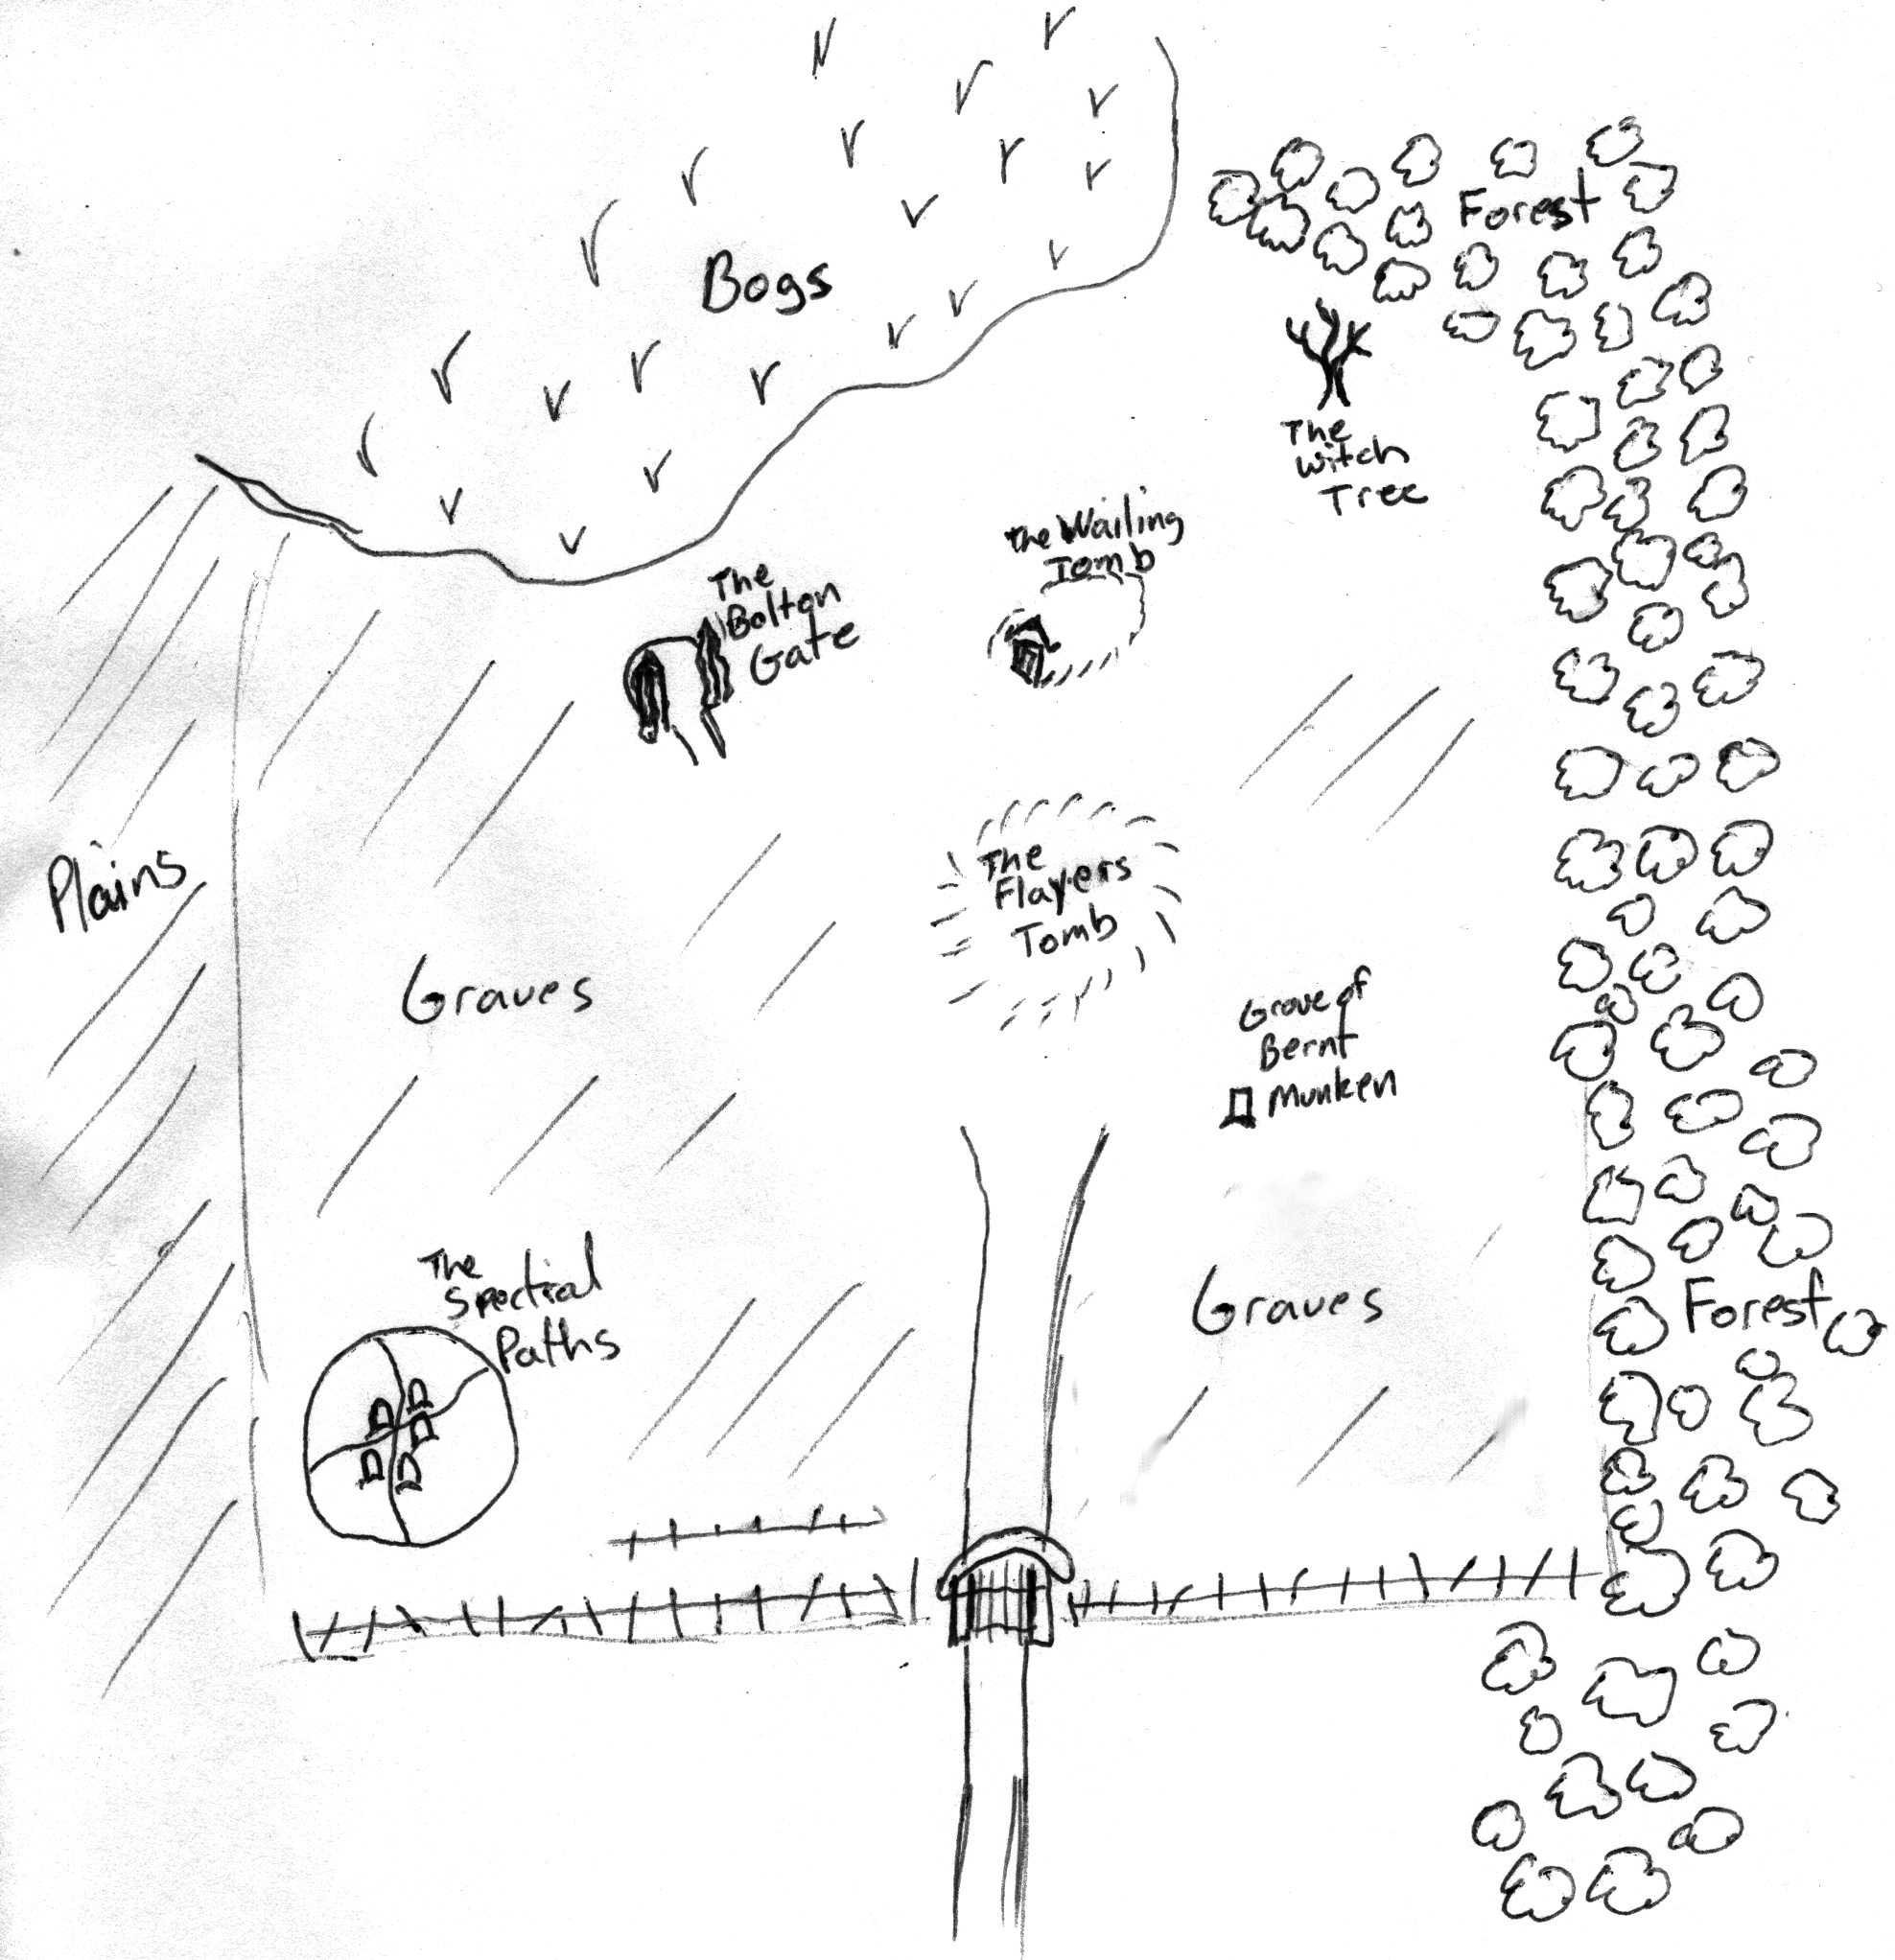 Forest
Bogs
The
Witch
Tree
the Wailing
Tomb
The
Bolton
Gate
The
Flayers
Tomb
Plains
Graves
Grave of
Bernt
Munken
The
Spectral
Paths
Graves
Forest